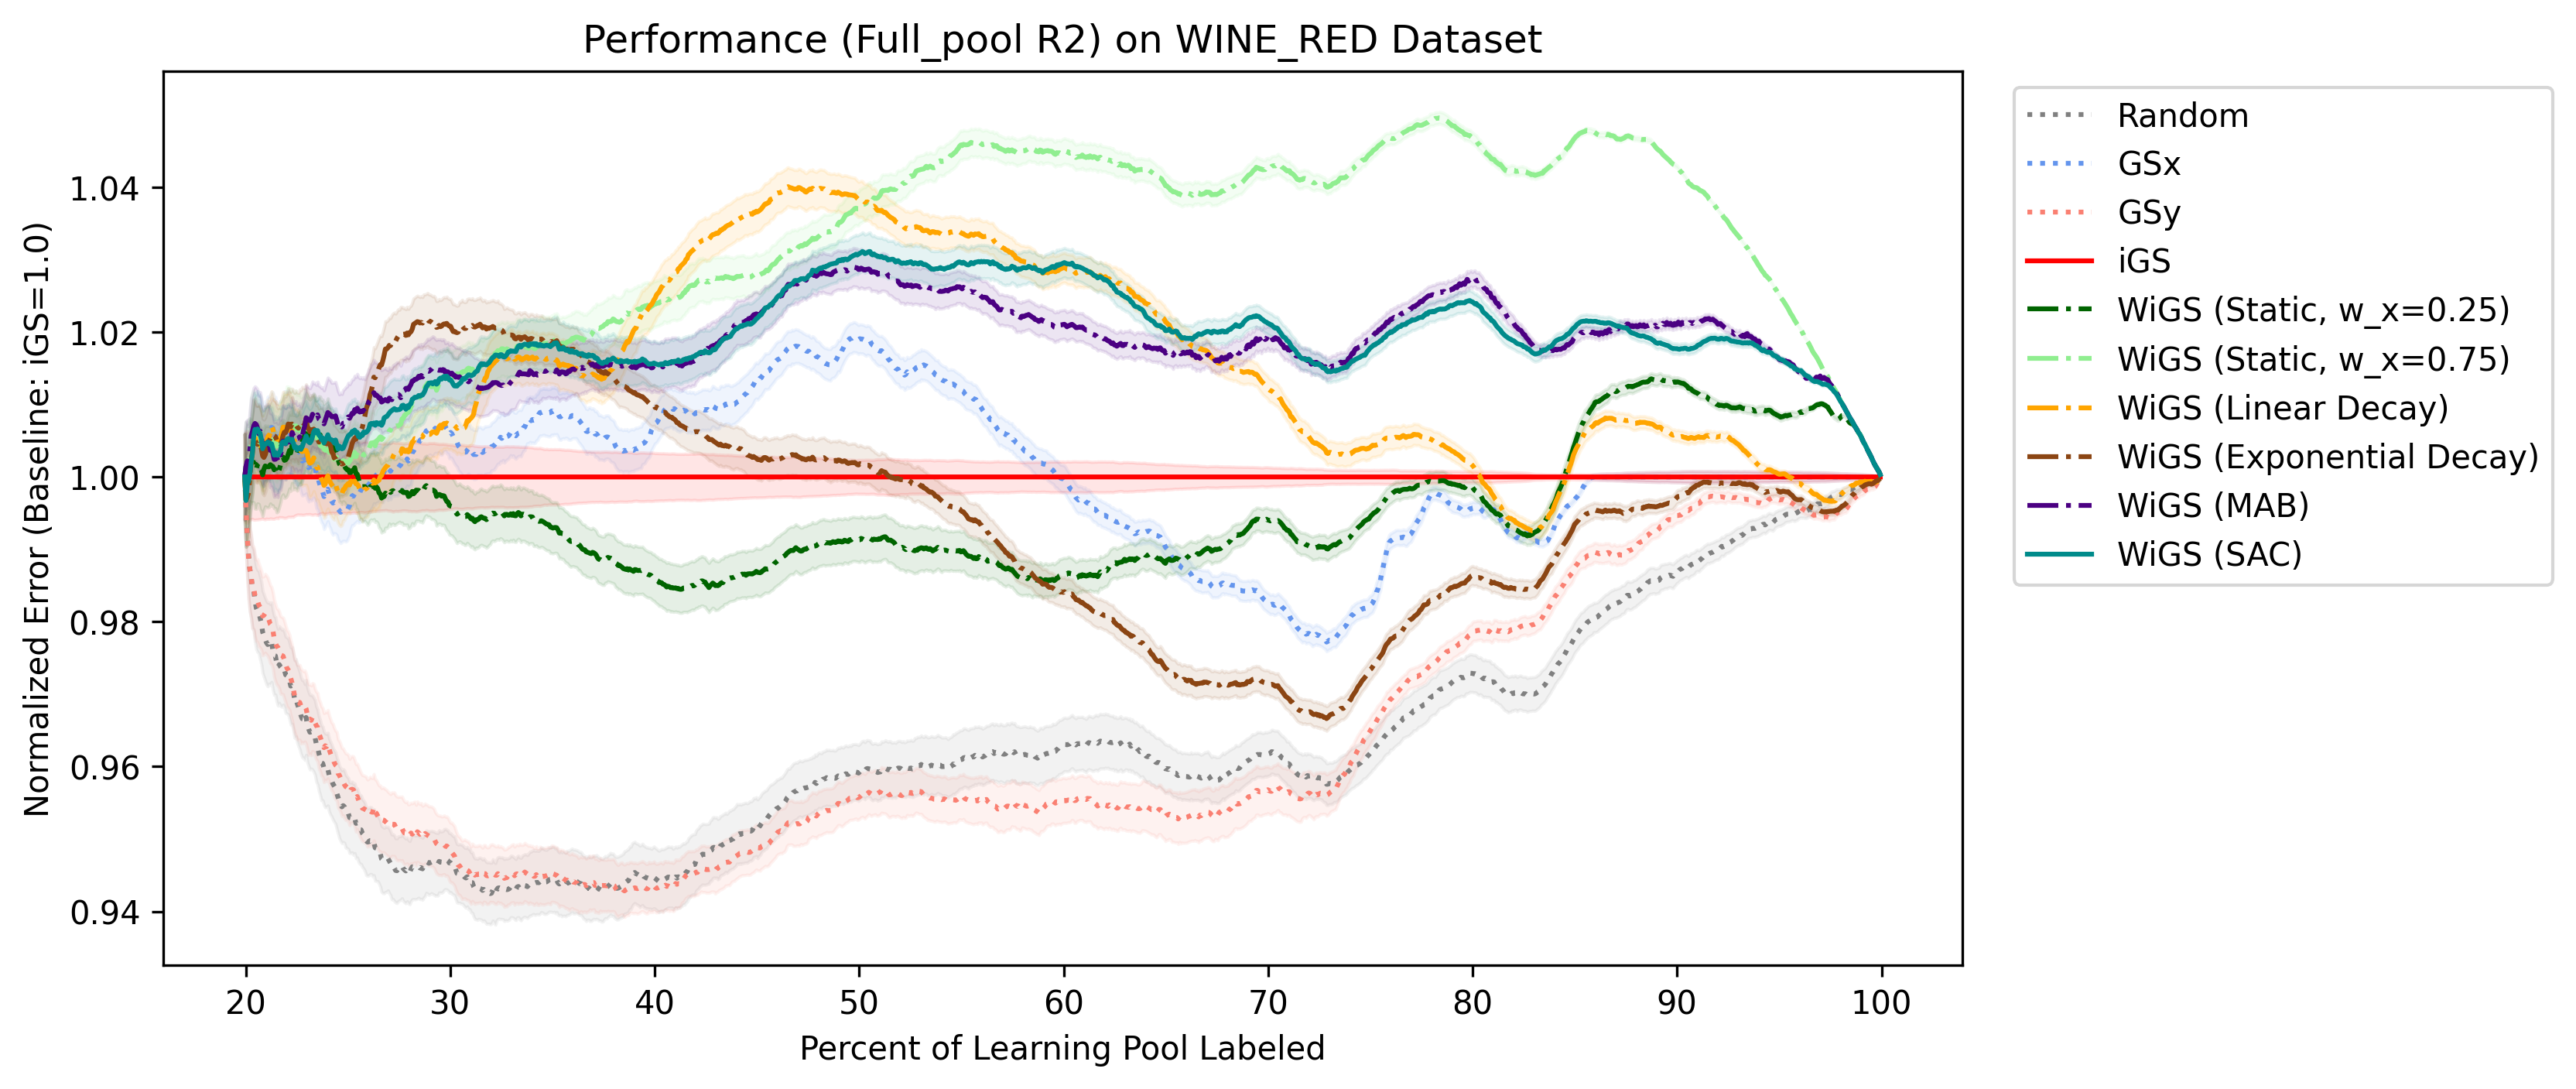 Performance (Full_pool R2) on WINE_RED Dataset
Normalized Error (Baseline: iGS=1.0)
1.04
1.02
1.00
0.98
0.96
0.94
20 30 40 50 60 70 80 90 100
Percent of Learning Pool Labeled
Random
GSx
GSy
iGS
WiGS (Static, w_x=0.25)
WiGS (Static, w_x=0.75)
WiGS (Linear Decay)
WiGS (Exponential Decay)
WiGS (MAB)
WiGS (SAC)